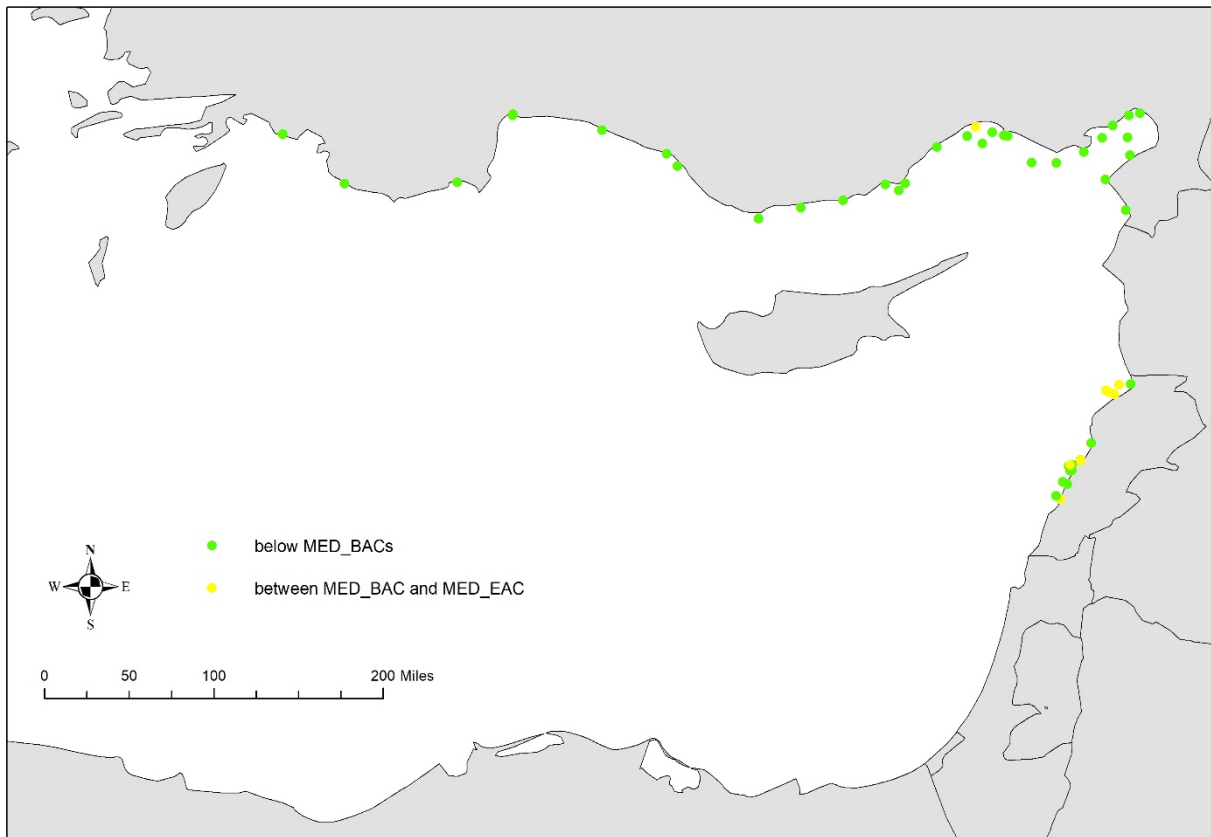 below MED_BACs
between MED_BAC and MED_EAC
N
W E
S
0 50 100 200 Miles